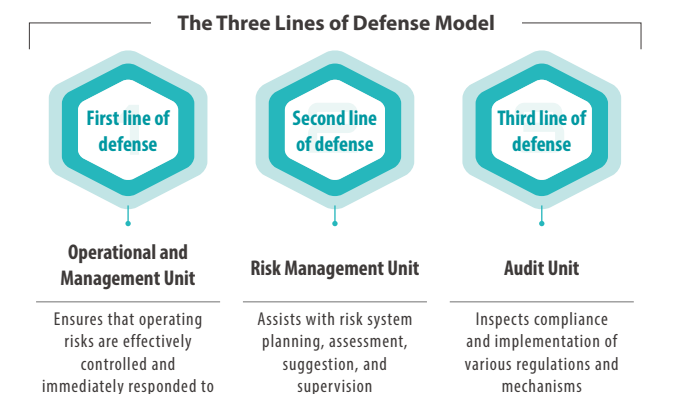 The Three Lines of Defense Model
First line of
defense
Second line
of defense
Third line of
defense
Operational and
Management Unit
Risk Management Unit
Audit Unit
Ensures that operating
risks are effectively
controlled and
immediately responded to
Assists with risk system
planning, assessment,
suggestion, and
supervision
Inspects compliance
and implementation of
various regulations and
mechanisms